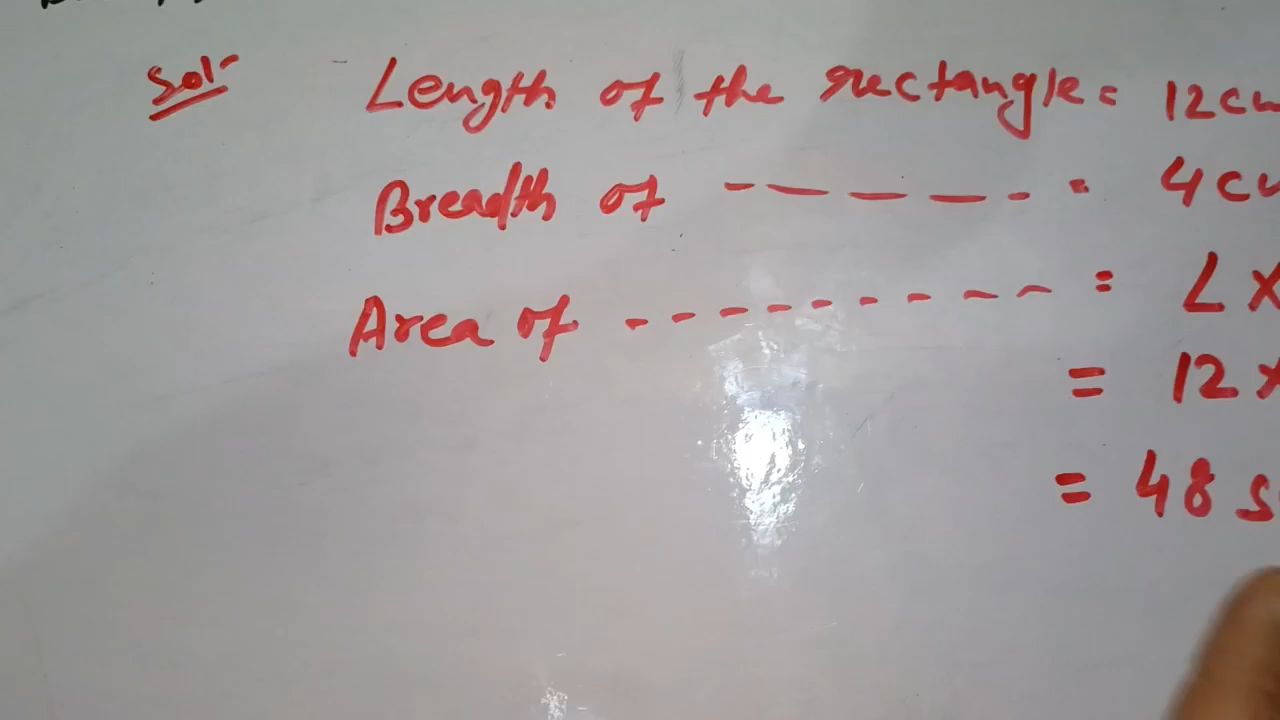 Sol-
Length of the rectangle = 12cm
Breadth of - - - - - = 4cm
Area of - - - - - - - - - = L X
= 12 X
= 48 s